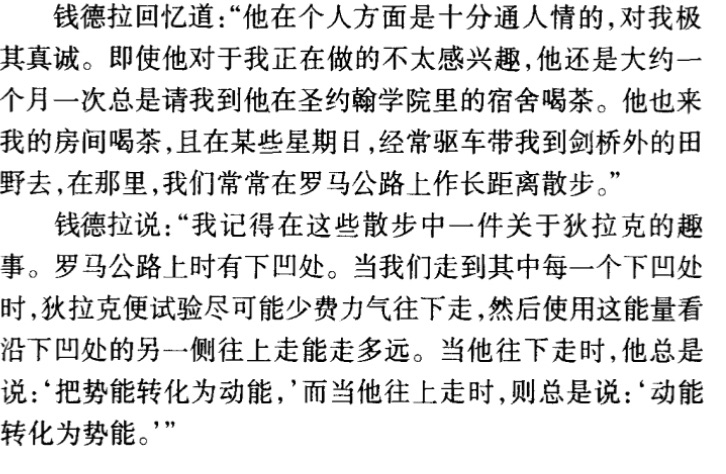 钱德拉回忆道:“他在个人方面是十分通人情的,对我极
其真诚。即使他对于我正在做的不太感兴趣,他还是大约一
个月一次总是请我到他在圣约翰学院里的宿舍喝茶。他也来
我的房间喝茶,且在某些星期日,经常驱车带我到剑桥外的田
野去,在那里,我们常常在罗马公路上作长距离散步。”
钱德拉说:“我记得在这些散步中一件关于狄拉克的趣
事。罗马公路上时有下凹处。当我们走到其中每一个下凹处
时,狄拉克便试验尽可能少费力气往下走,然后使用这能量看
沿下凹处的另一侧往上走能走多远。当他往下走时,他总是
说:‘把势能转化为动能,’而当他往上走时,则总是说:‘动能
转化为势能。’”